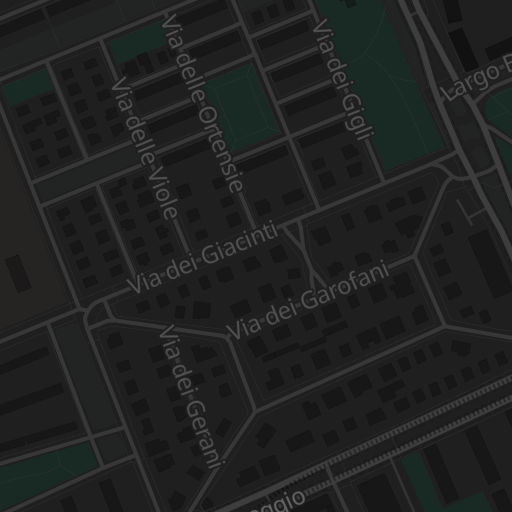 Via delle Ortensie
Via dei Gigli
Largo
Via delle Viole
Via dei Giacinti
Via dei Garofani
Via dei Gerani